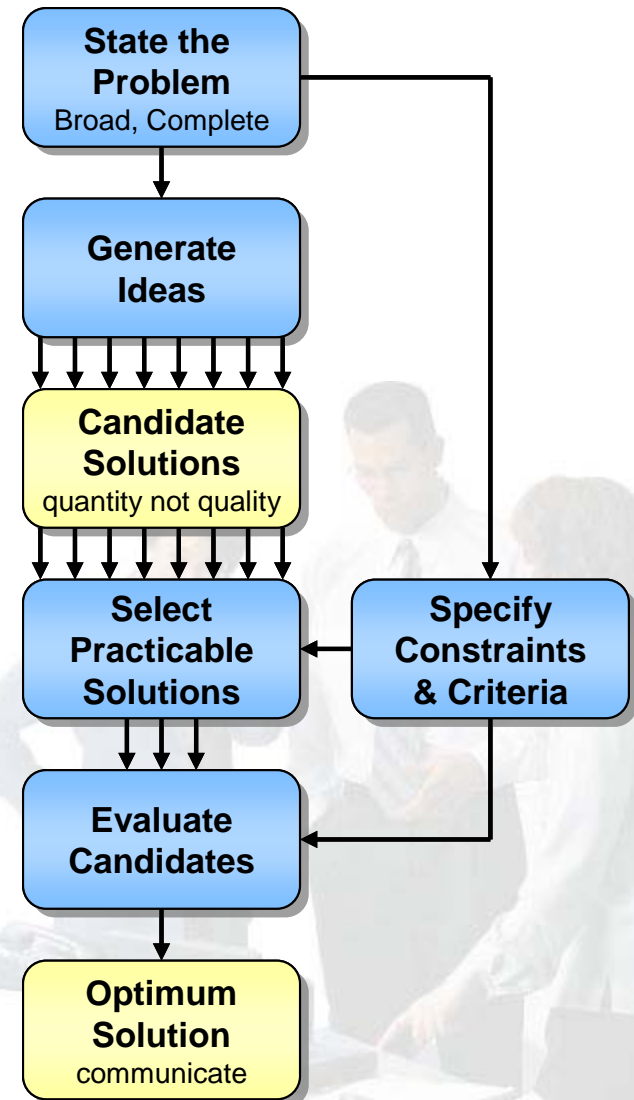 State the
Problem
Broad, Complete
Generate
Ideas
Candidate
Solutions
quantity not quality
Select
Practicable
Solutions
Specify
Constraints
& Criteria
Evaluate
Candidates
Optimum
Solution
communicate